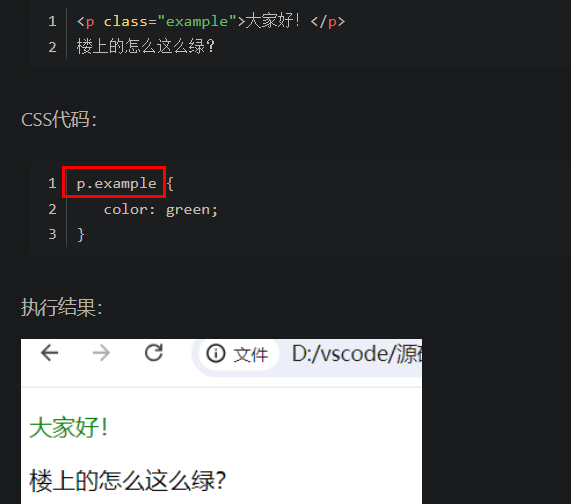 1 <p class="example">大家好！</p>
2 楼上的怎么这么绿？
CSS代码：
1 p.example {
2 color: green;
3 }
执行结果：
文件 D:/vscode/源
大家好！
楼上的怎么这么绿？